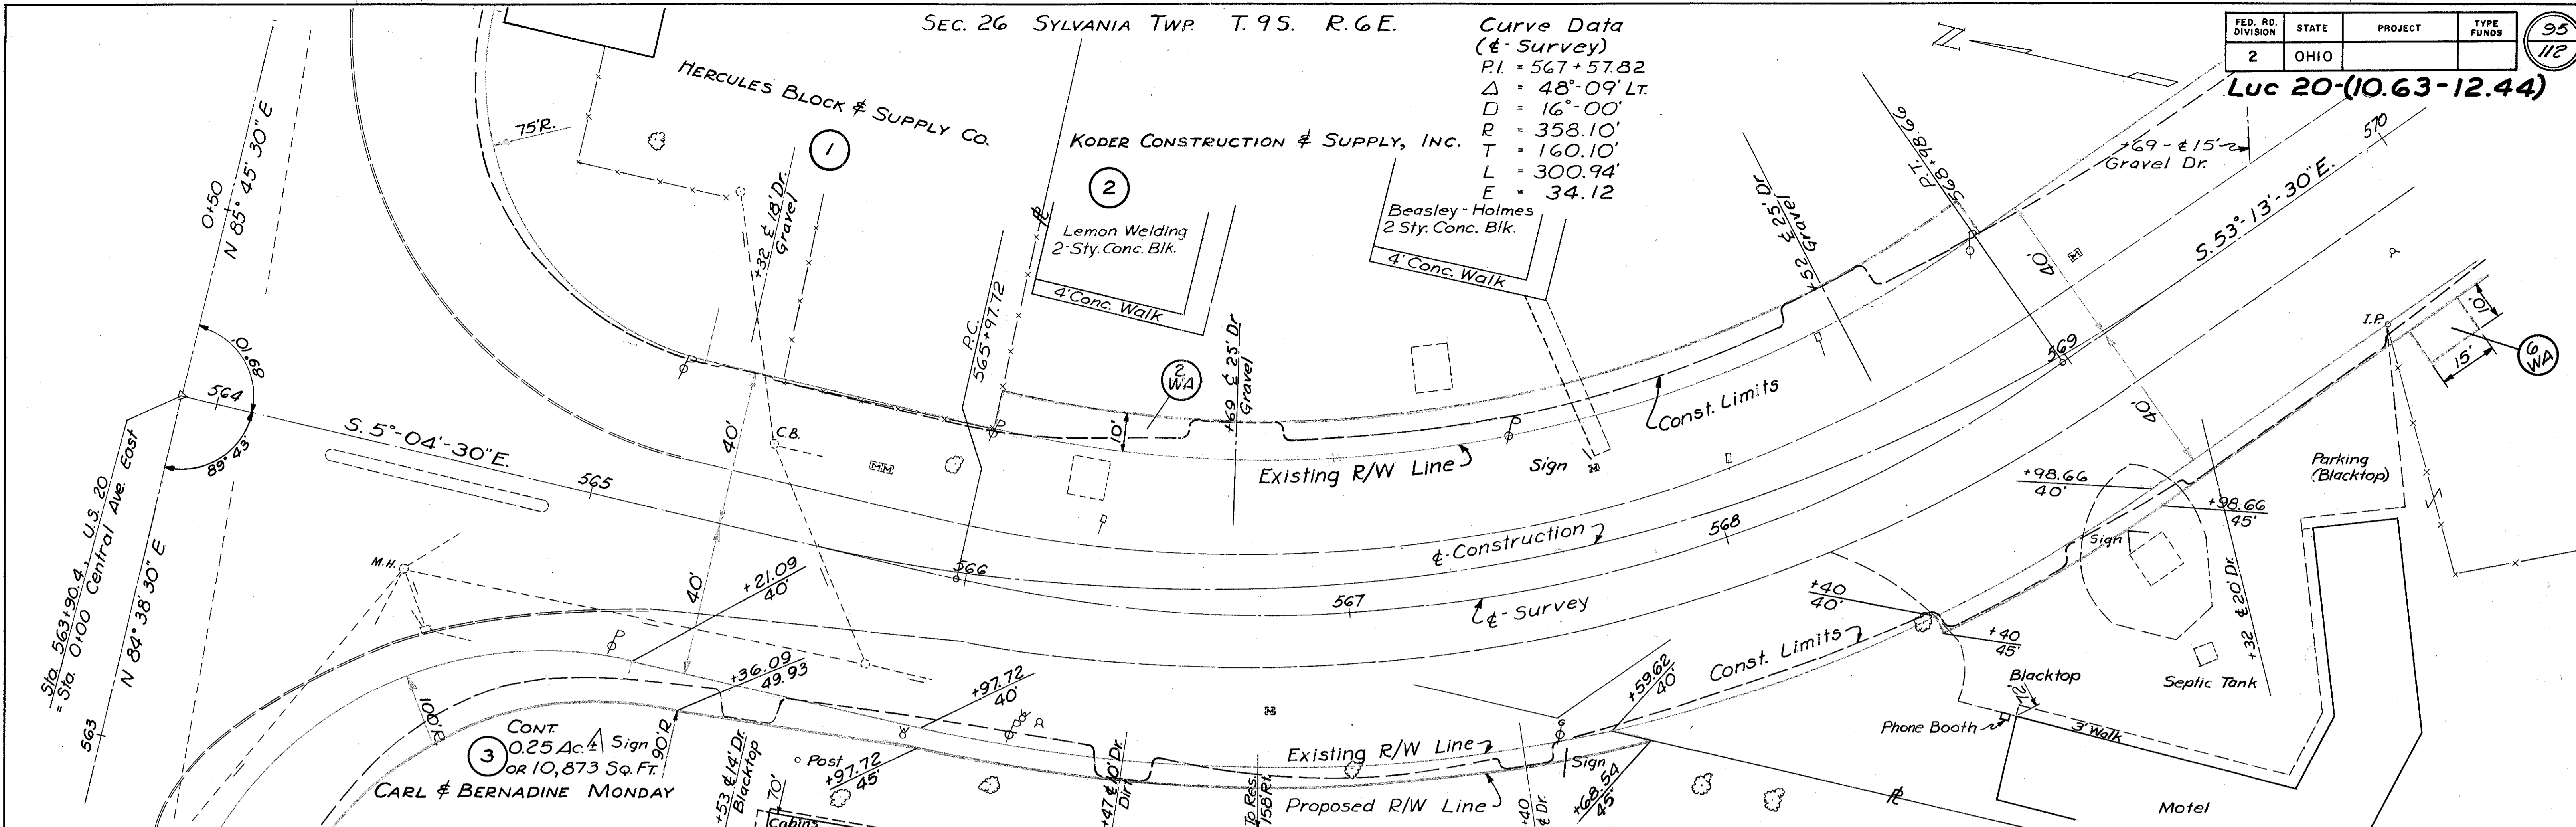 SEC. 26 SYLVANIA TWP. T. 9 S. R. 6 E.
Curve Data
(℄- Survey)
P.I. = 567 + 57.82
Δ = 48°-09' LT.
D = 16°-00'
R = 358.10'
T = 160.10'
L = 300.94'
E = 34.12
FED. RD. DIVISION
STATE
PROJECT
TYPE FUNDS
2
OHIO
95
112
Luc 20-(10.63-12.44)
HERCULES BLOCK & SUPPLY CO.
1
75'R.
KODER CONSTRUCTION & SUPPLY, INC.
2
Lemon Welding
2-Sty. Conc. Blk.
4' Conc. Walk
Beasley - Holmes
2 Sty. Conc. Blk.
4' Conc. Walk
+32 ℄ 18' Dr.
Gravel
P.C.
565+97.72
℄ 25' Dr
+52 Gravel
P.T.
568+98.66
+69 - ℄ 15'
Gravel Dr.
570
S. 53°-13'-30" E.
0+50
N 85° 45' 30" E
89° 10'
89° 43'
564
S. 5°-04'-30" E.
565
Sta. 563+90.4, U.S. 20
= Sta. 0+00 Central Ave. East
N 84° 38' 30" E
563
40'
40'
C.B.
M.H.
2
WA
10'
+69 ℄ 25' Dr
Gravel
Existing R/W Line
Sign
Const. Limits
40'
40'
569
I.P.
10'
15'
6
WA
566
567
568
℄-Construction
℄-Survey
+21.09
40'
+36.09
49.93
+97.72
40'
+97.72
45'
100'R
90'R
CONT.
3
0.25 Ac. ±
OR 10,873 SQ. FT.
Sign
CARL & BERNADINE MONDAY
+53 ℄ 14' Dr.
Blacktop
Post
70'
Cabins
+47 ℄ 10' Dr.
Dirt
To Res.
158' Rt.
Existing R/W Line
Proposed R/W Line
Sign
+40
℄ Dr.
+59.62
40'
+68.54
45'
Const. Limits
+40
40'
+40
45'
+98.66
40'
+98.66
45'
Sign
Parking
(Blacktop)
+32 ℄ 20' Dr.
Septic Tank
Blacktop
72'
Phone Booth
3' Walk
Motel